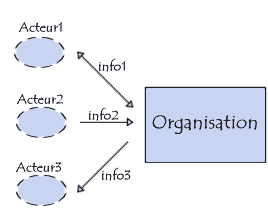 Acteur1
info1
Acteur2
info2
Organisation
Acteur3
info3